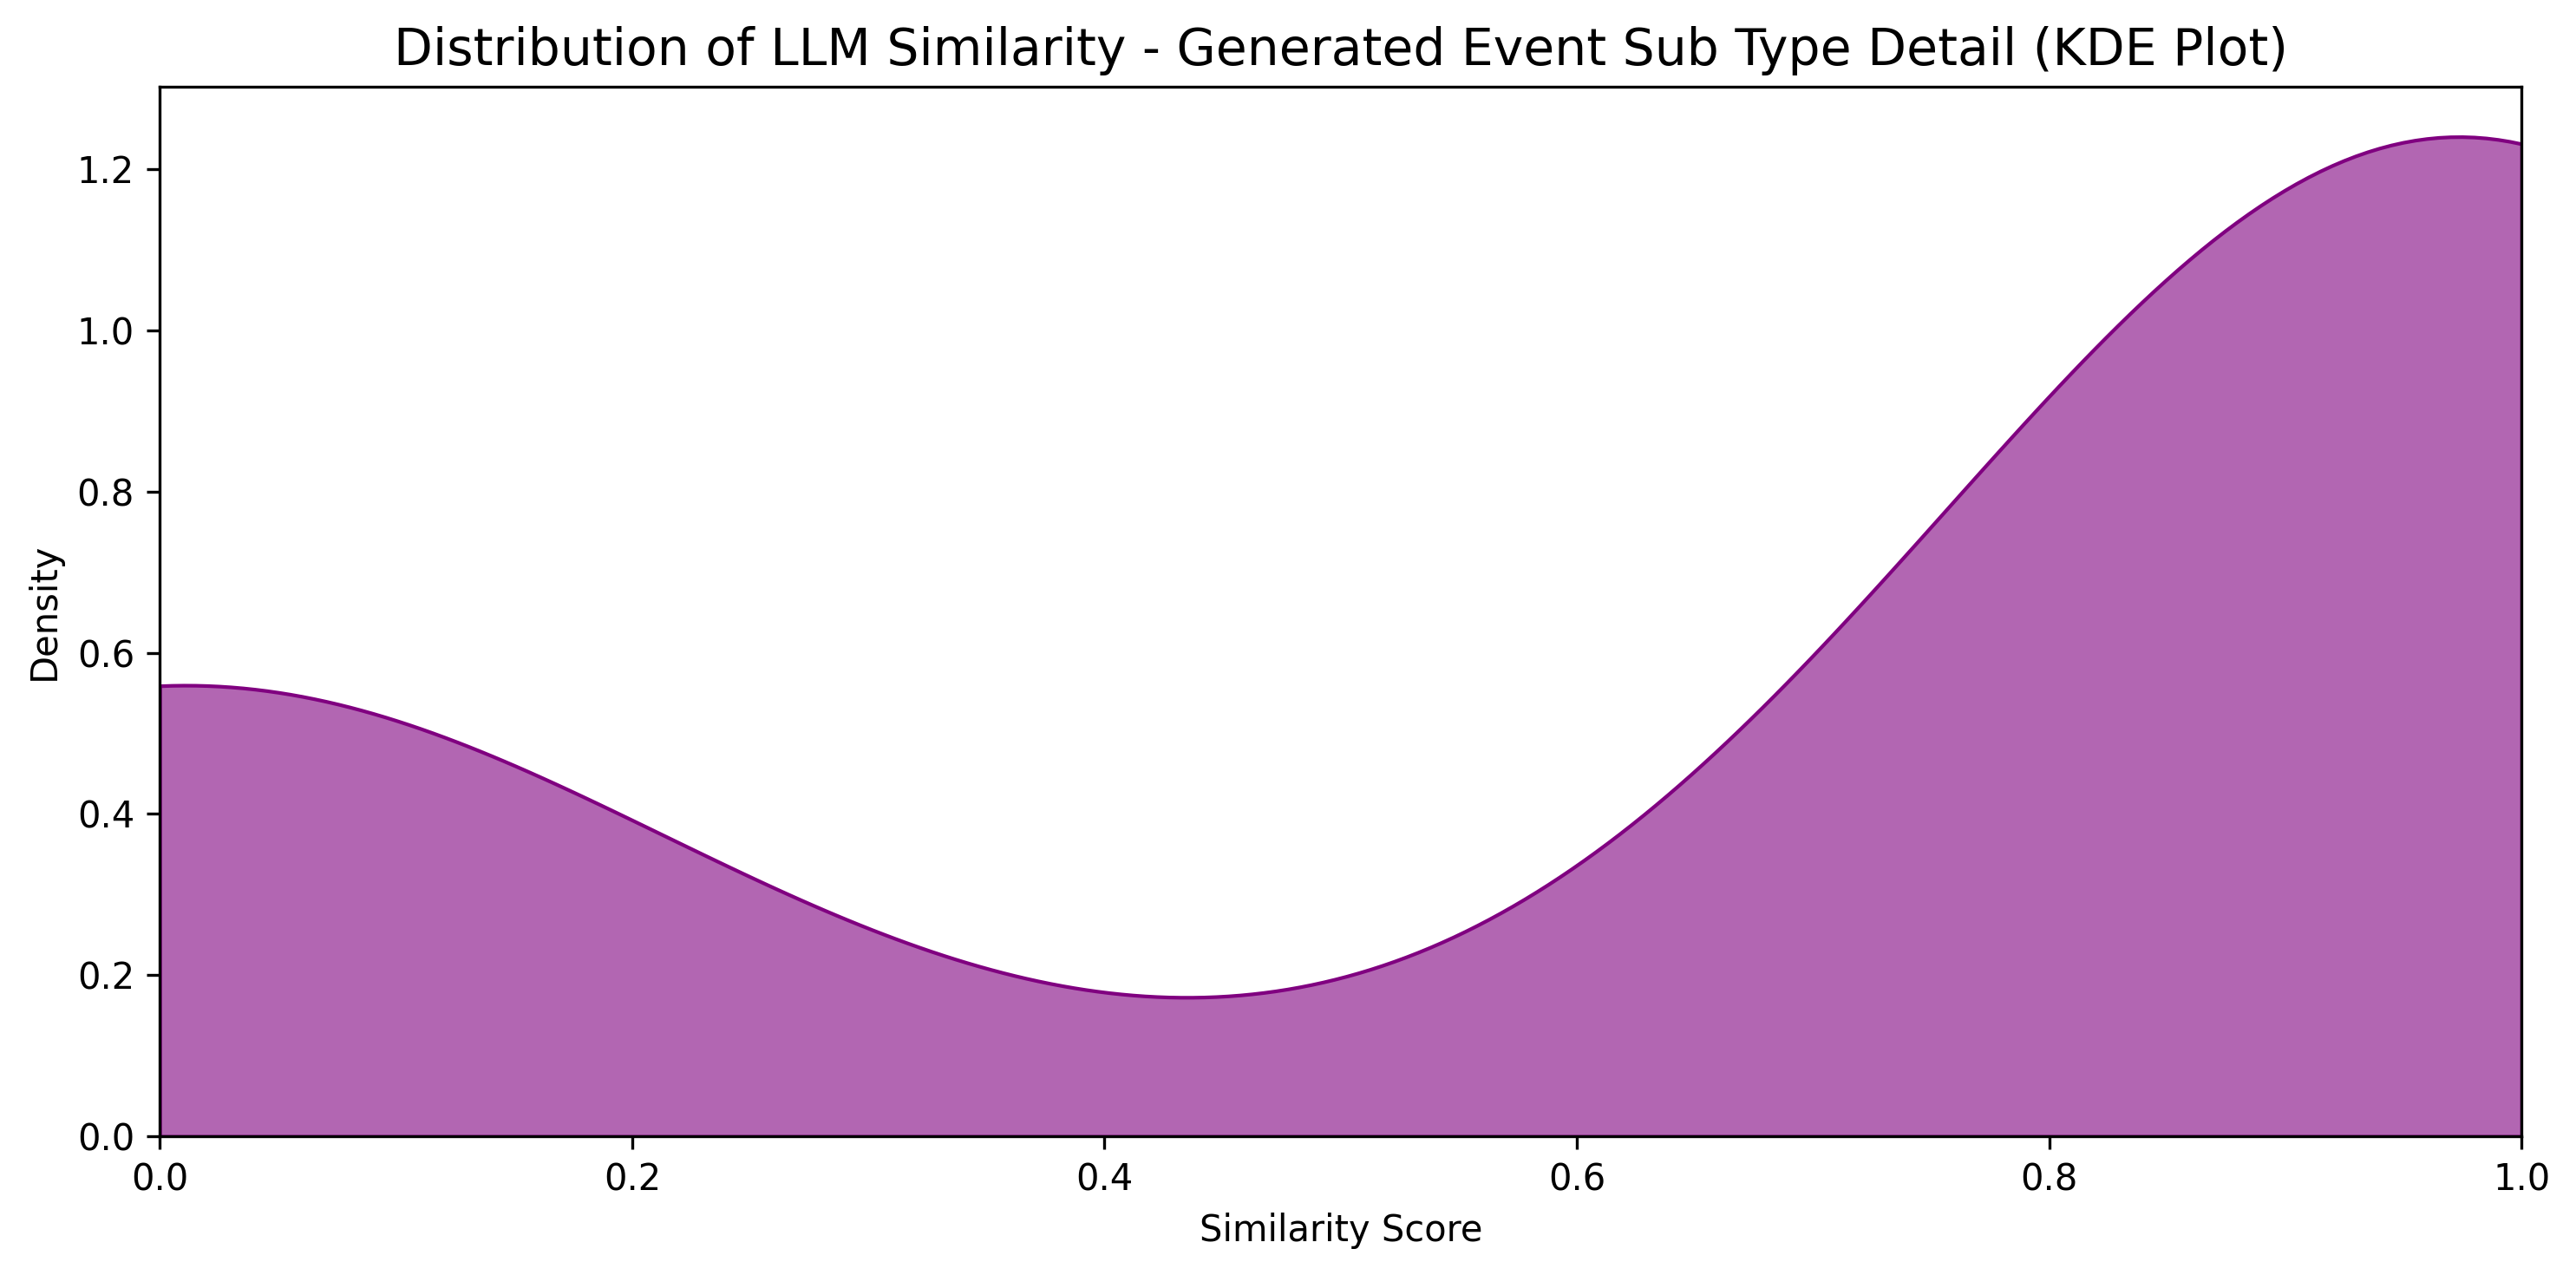 Distribution of LLM Similarity - Generated Event Sub Type Detail (KDE Plot)
1.2
1.0
0.8
0.6
0.4
0.2
0.0
Density
0.0 0.2 0.4 0.6 0.8 1.0
Similarity Score